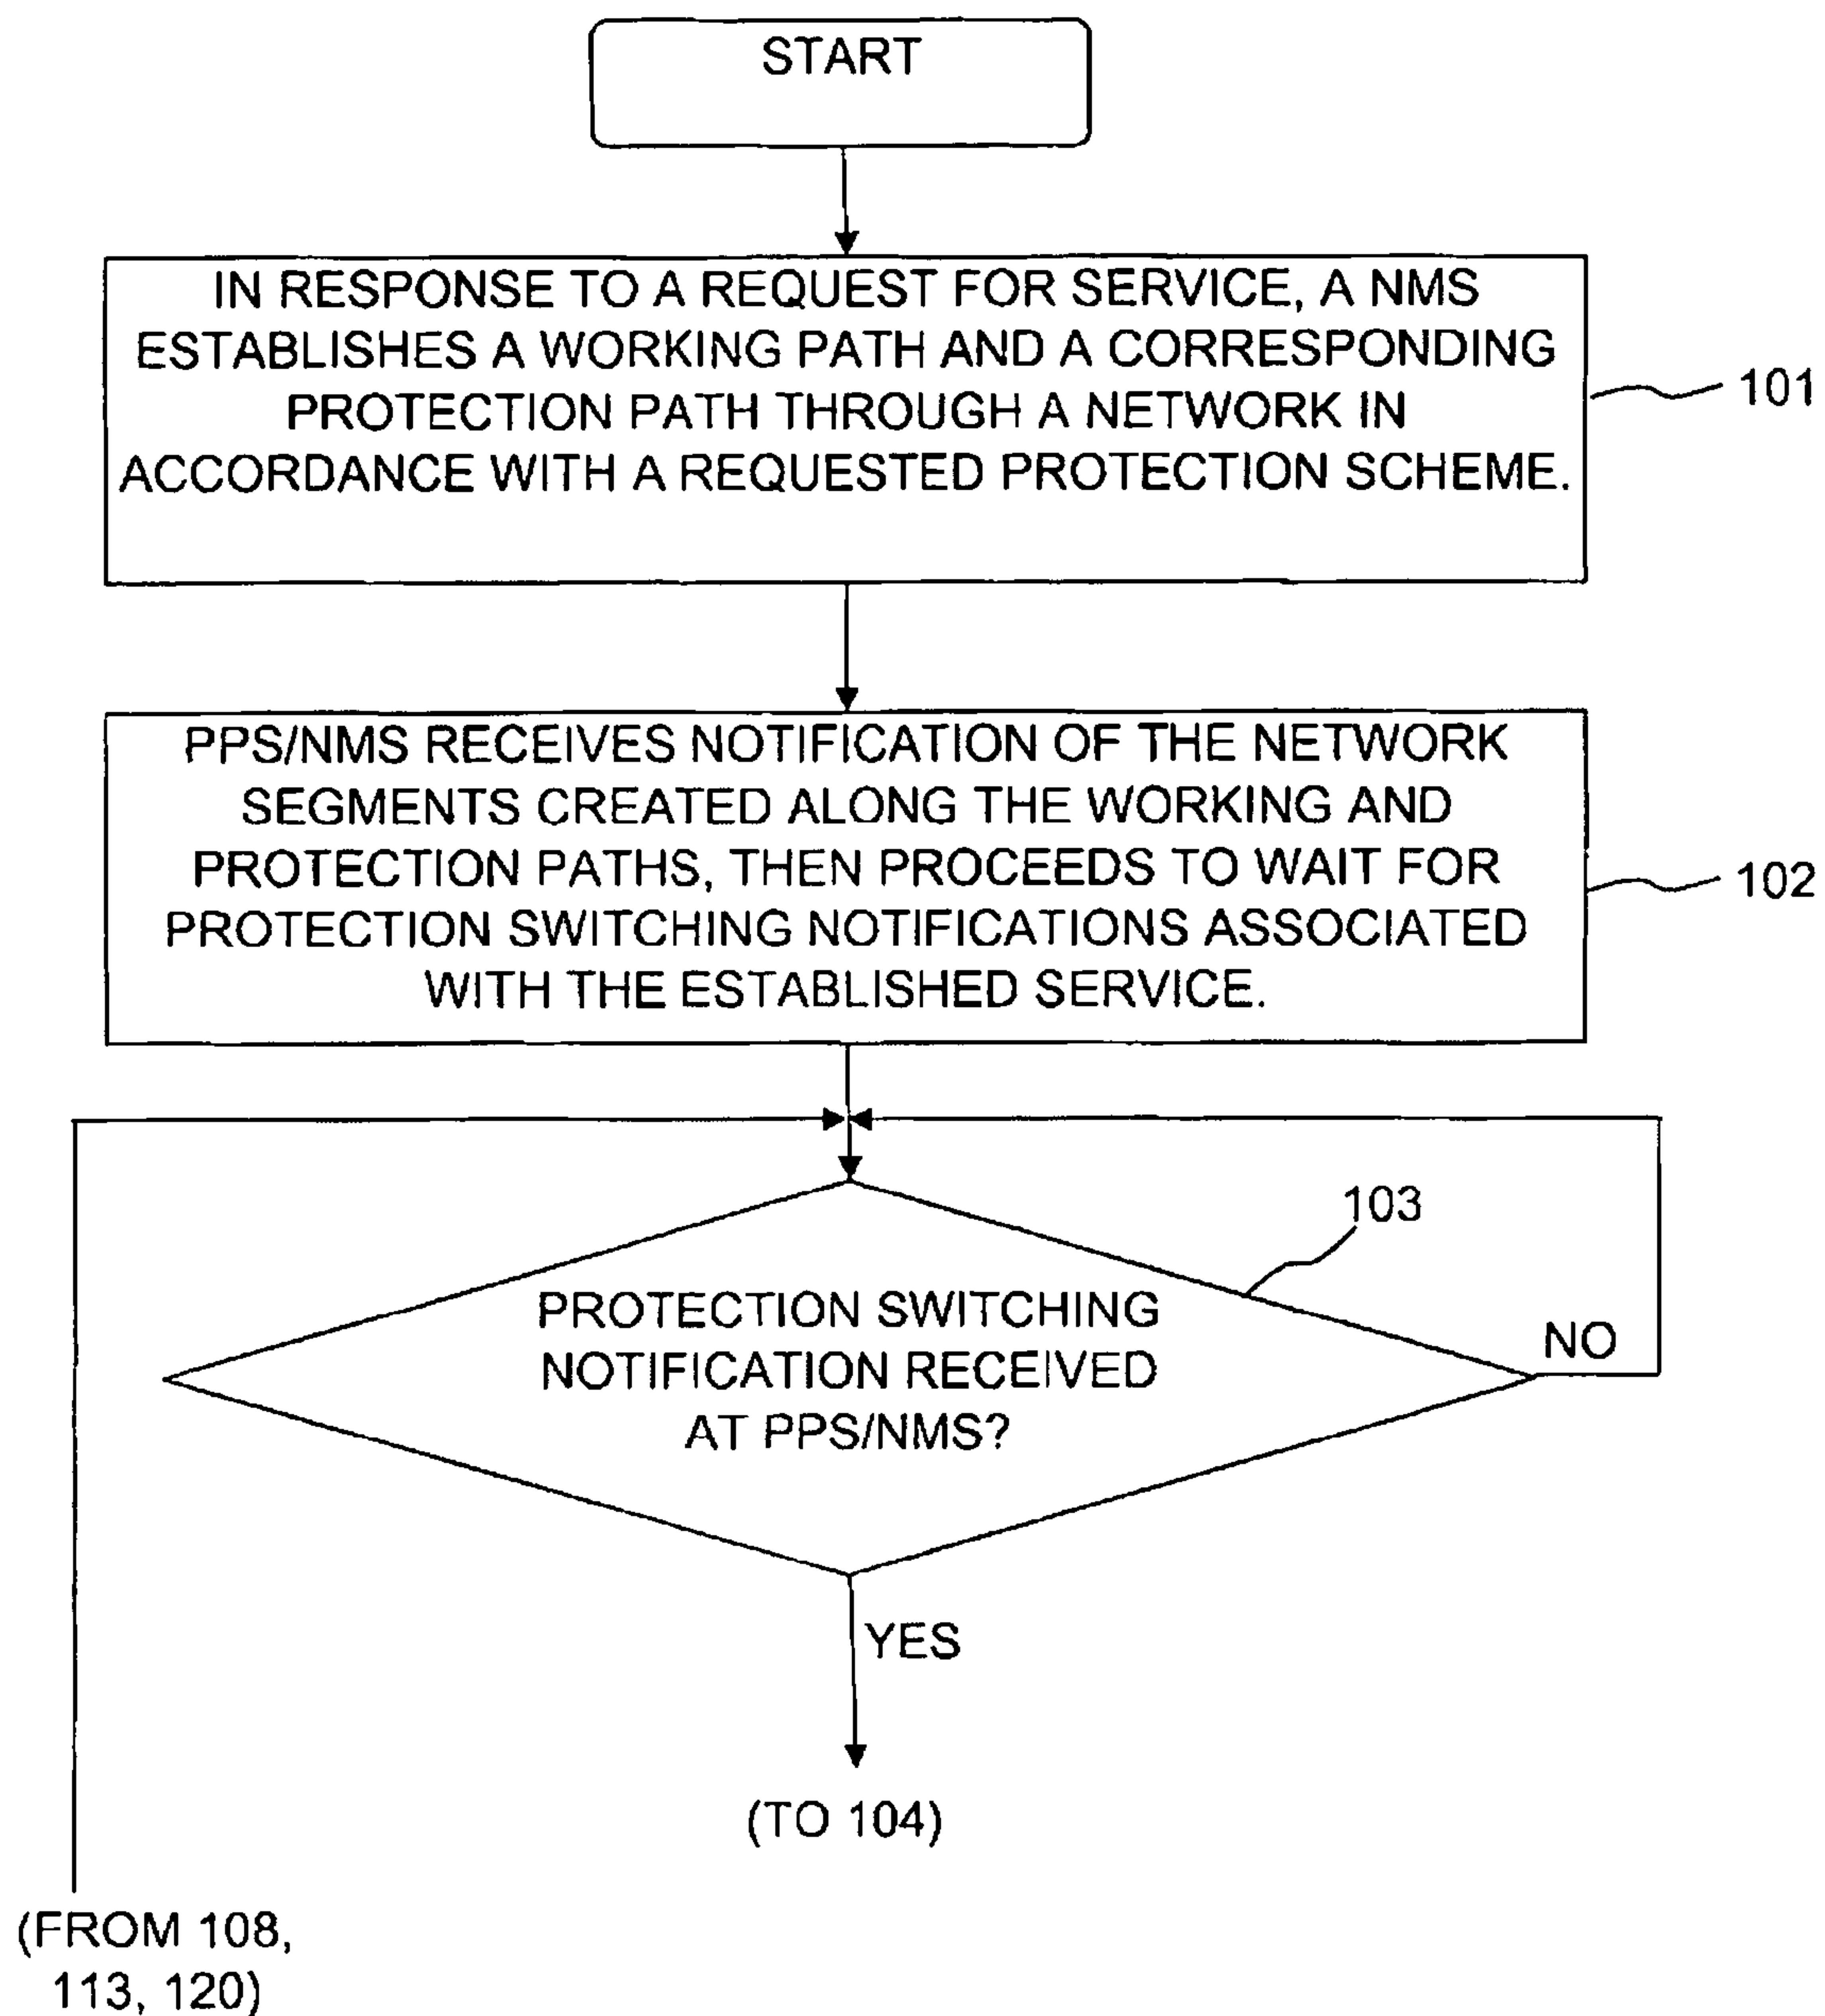 START
IN RESPONSE TO A REQUEST FOR SERVICE, A NMS
ESTABLISHES A WORKING PATH AND A CORRESPONDING
PROTECTION PATH THROUGH A NETWORK IN
ACCORDANCE WITH A REQUESTED PROTECTION SCHEME.
101
PPS/NMS RECEIVES NOTIFICATION OF THE NETWORK
SEGMENTS CREATED ALONG THE WORKING AND
PROTECTION PATHS, THEN PROCEEDS TO WAIT FOR
PROTECTION SWITCHING NOTIFICATIONS ASSOCIATED
WITH THE ESTABLISHED SERVICE.
102
103
PROTECTION SWITCHING
NOTIFICATION RECEIVED
AT PPS/NMS?
NO
YES
(TO 104)
(FROM 108,
113, 120)